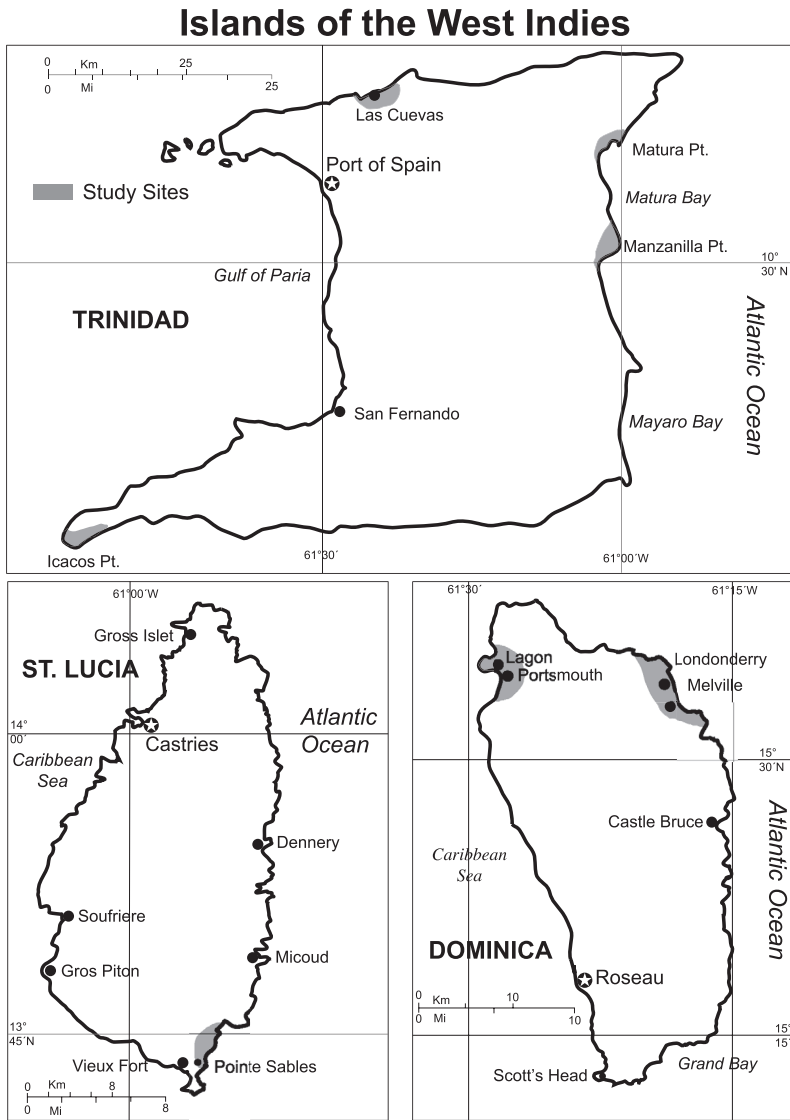 Islands of the West Indies
0 Km 25
0 Mi 25
Las Cuevas
Matura Pt.
Port of Spain
Study Sites
Matura Bay
Manzanilla Pt.
10°
30' N
Gulf of Paria
TRINIDAD
Atlantic Ocean
San Fernando
Mayaro Bay
Icacos Pt.
61°30´
61°00´W
61°00´W
Gross Islet
ST. LUCIA
Atlantic
Ocean
14°
00´
Castries
Caribbean
Sea
Dennery
Soufriere
Micoud
Gros Piton
13°
45´N
Vieux Fort
Pointe Sables
0 Km 8
0 Mi 8
61°30´
61°15´W
Lagon
Portsmouth
Londonderry
Melville
15°
30´N
Castle Bruce
Caribbean
Sea
Atlantic Ocean
DOMINICA
Roseau
0 Km 10
0 Mi 10
15°
15´
Grand Bay
Scott's Head